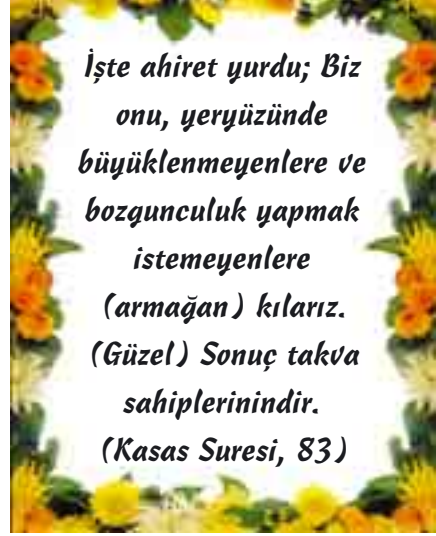 İşte ahiret yurdu; Biz
onu, yeryüzünde
büyüklenmeyenlere ve
bozgunculuk yapmak
istemeyenlere
(armağan) kılarız.
(Güzel) Sonuç takva
sahiplerinindir.
(Kasas Suresi, 83)